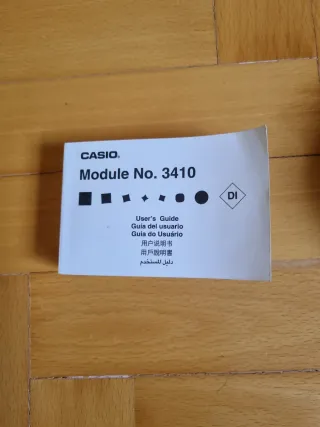 CASIO®
Module No. 3410
DI
User's Guide
Guía del usuario
Guia do Usuário
用户说明书
用戶說明書
دليل المستخدم